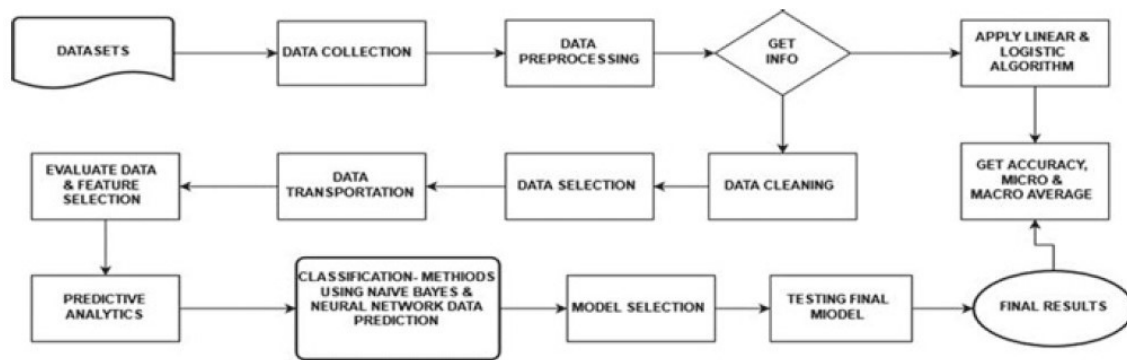 DATASETS
DATA COLLECTION
DATA
PREPROCESSING
GET
INFO
APPLY LINEAR &
LOGISTIC
ALGORITHM
EVALUATE DATA
& FEATURE
SELECTION
DATA
TRANSPORTATION
DATA SELECTION
DATA CLEANING
GET ACCURACY,
MICRO &
MACRO AVERAGE
PREDICTIVE
ANALYTICS
CLASSIFICATION- METHIODS
USING NAIVE BAYES &
NEURAL NETWORK DATA
PREDICTION
MODEL SELECTION
TESTING FINAL
MIODEL
FINAL RESULTS